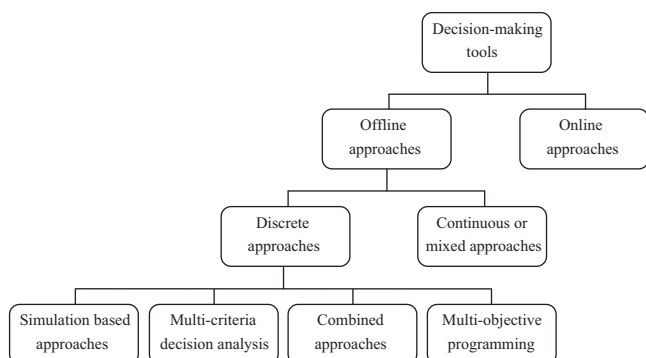 Decision-making
tools
Offline
approaches
Online
approaches
Discrete
approaches
Continuous or
mixed approaches
Simulation based
approaches
Multi-criteria
decision analysis
Combined
approaches
Multi-objective
programming